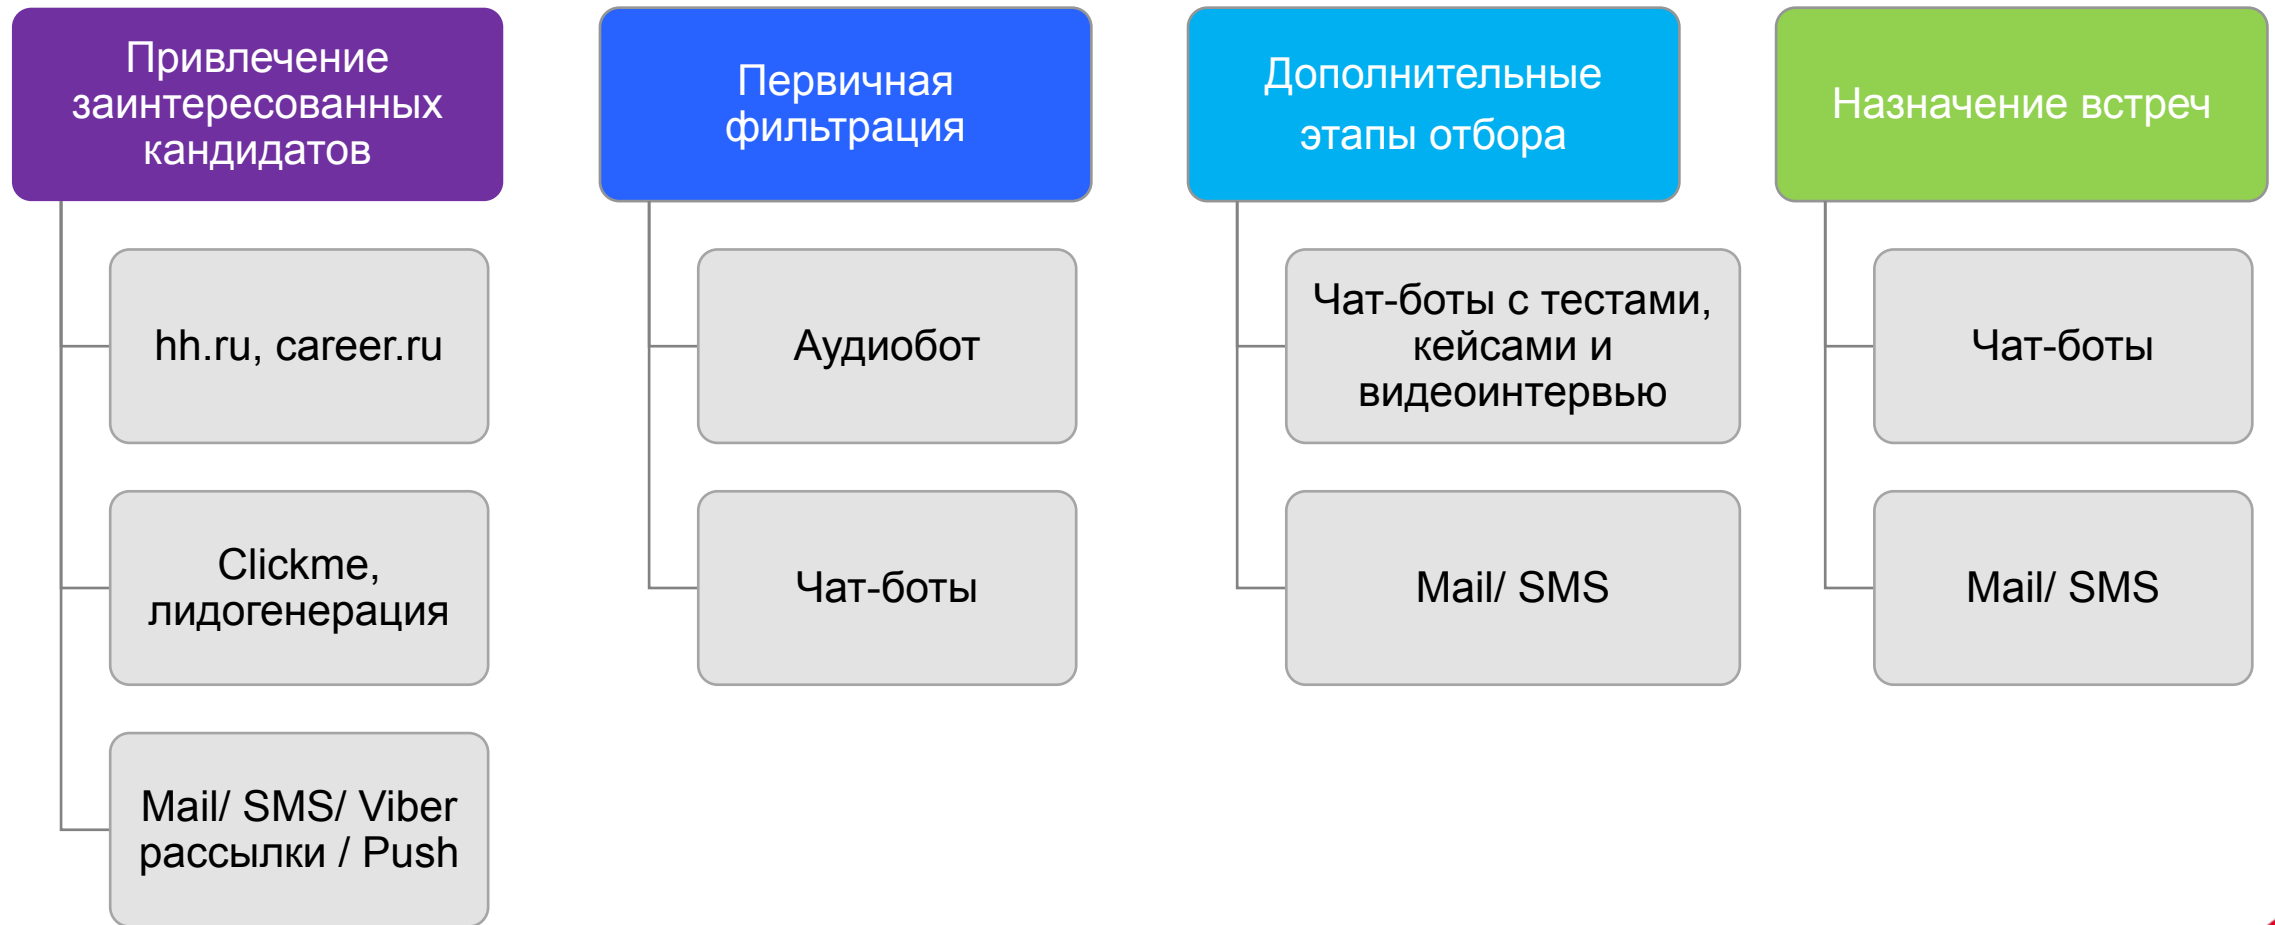 Привлечение
заинтересованных
кандидатов
hh.ru, career.ru
Clickme,
лидогенерация
Mail/ SMS/ Viber
рассылки / Push
Первичная
фильтрация
Аудиобот
Чат-боты
Дополнительные
этапы отбора
Чат-боты с тестами,
кейсами и
видеоинтервью
Mail/ SMS
Назначение встреч
Чат-боты
Mail/ SMS